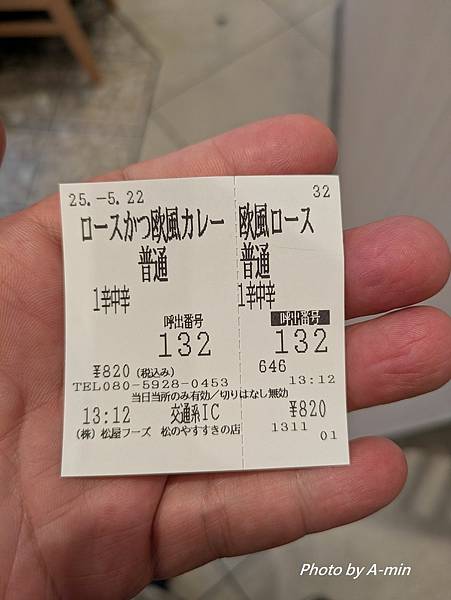 25.-5.22
ロースかつ欧風カレー
普通
1辛中辛
呼出番号
132
¥820(税込み)
TEL080-5928-0453
当日当所のみ有効/切りはなし無効
13:12 交通系IC
(株)松屋フーズ 松のやすすきの店
32
欧風ロース
普通
1辛中辛
呼出番号
132
646
13:12
¥820
1311
01
Photo by A-min